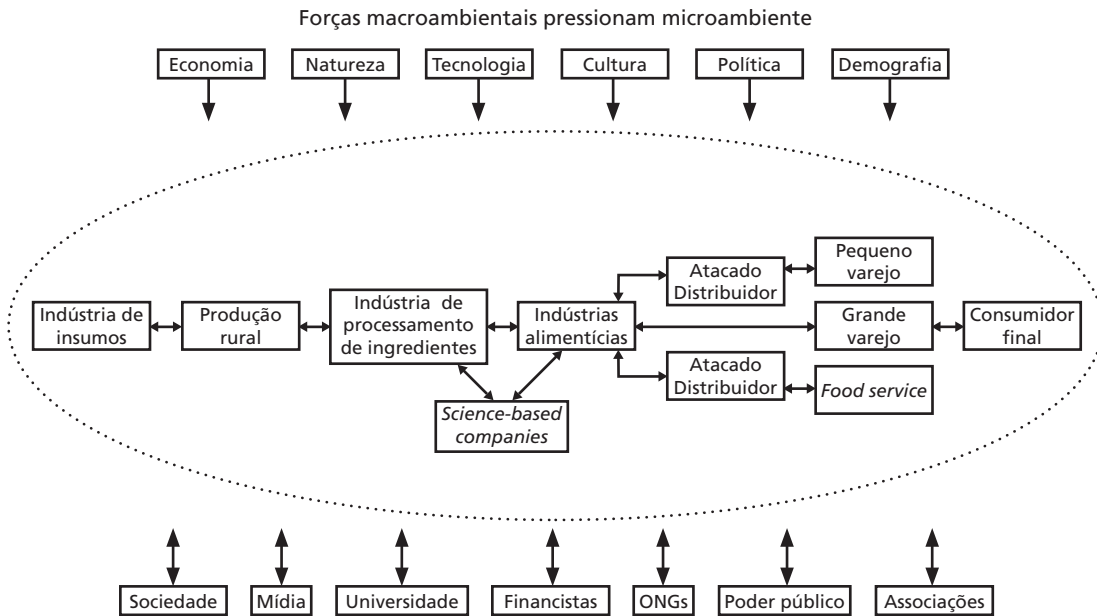 Forças macroambientais pressionam microambiente
Economia
Natureza
Tecnologia
Cultura
Política
Demografia
Indústria de
insumos
Produção
rural
Indústria de
processamento
de ingredientes
Science-based
companies
Indústrias
alimentícias
Atacado
Distribuidor
Pequeno
varejo
Grande
varejo
Consumidor
final
Atacado
Distribuidor
Food service
Sociedade
Mídia
Universidade
Financistas
ONGs
Poder público
Associações